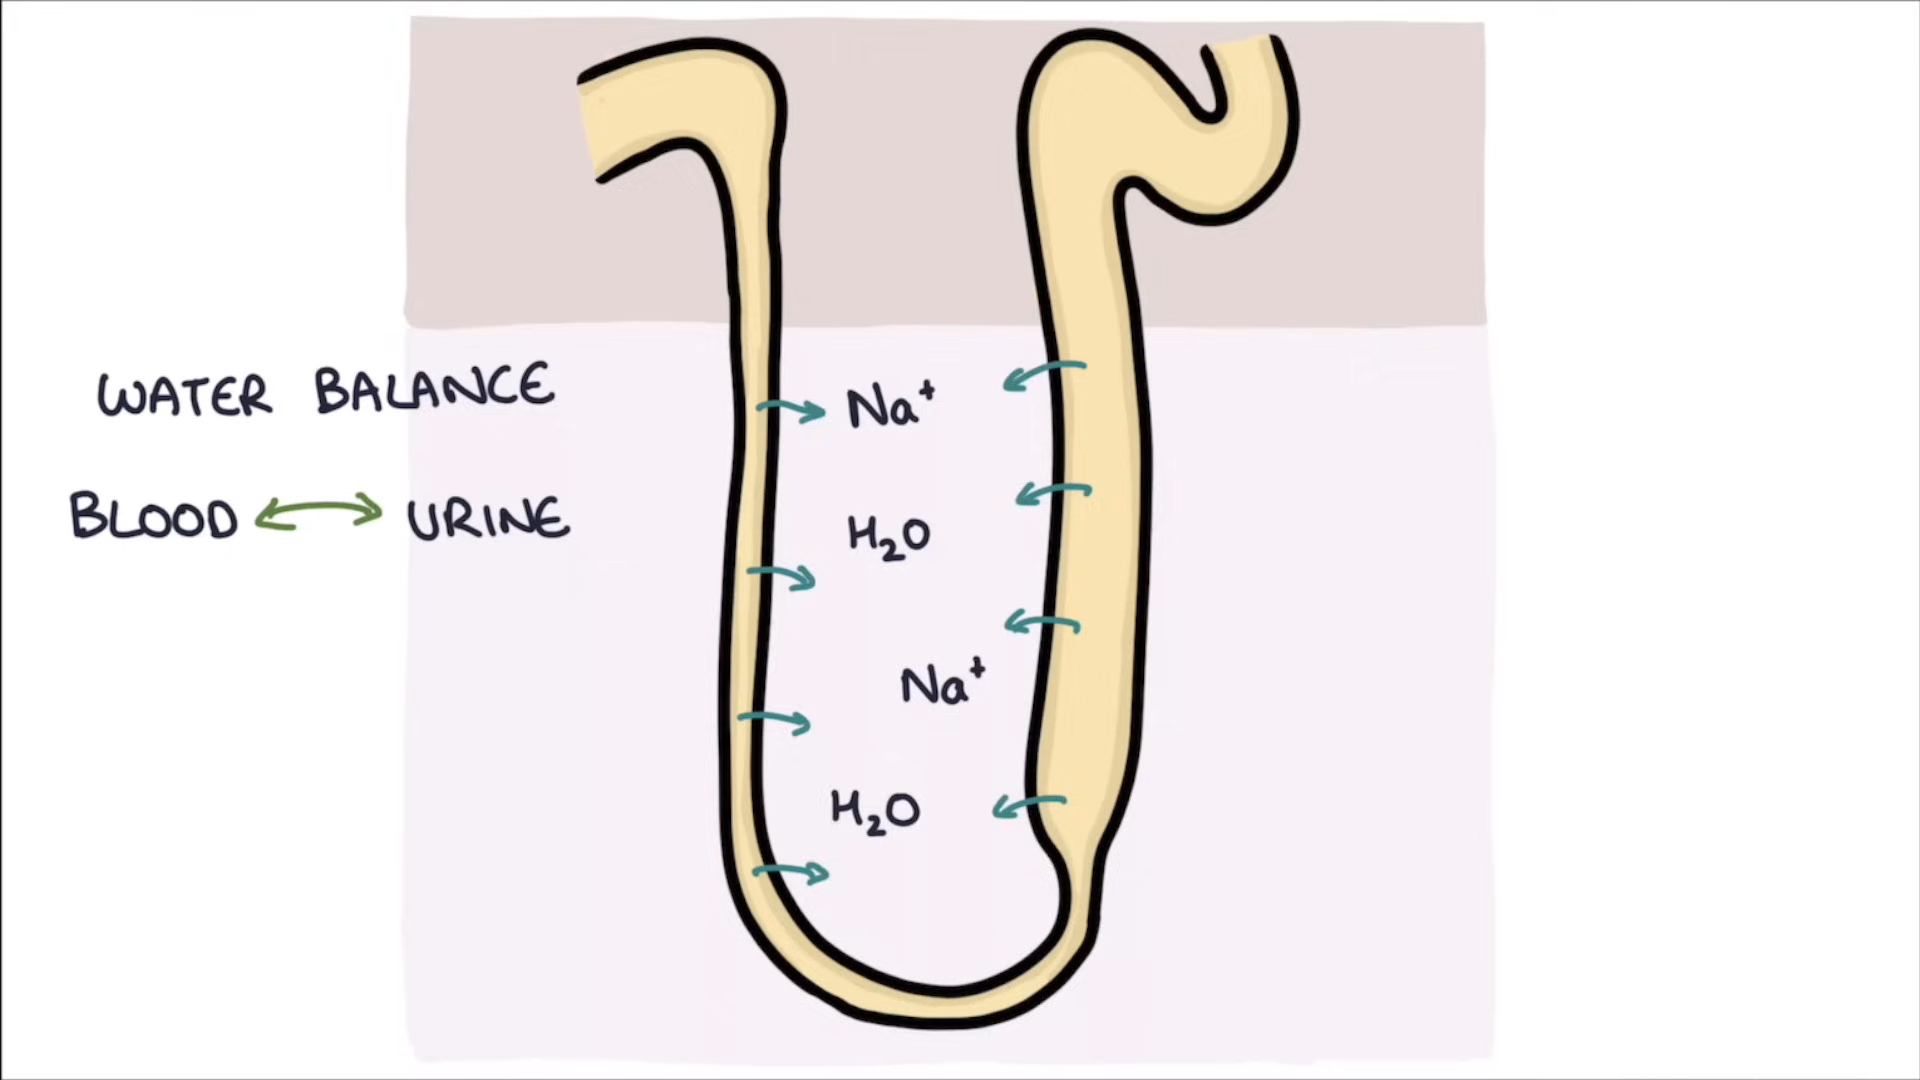 WATER BALANCE
BLOOD ↔ URINE
Na⁺
H₂O
Na⁺
H₂O